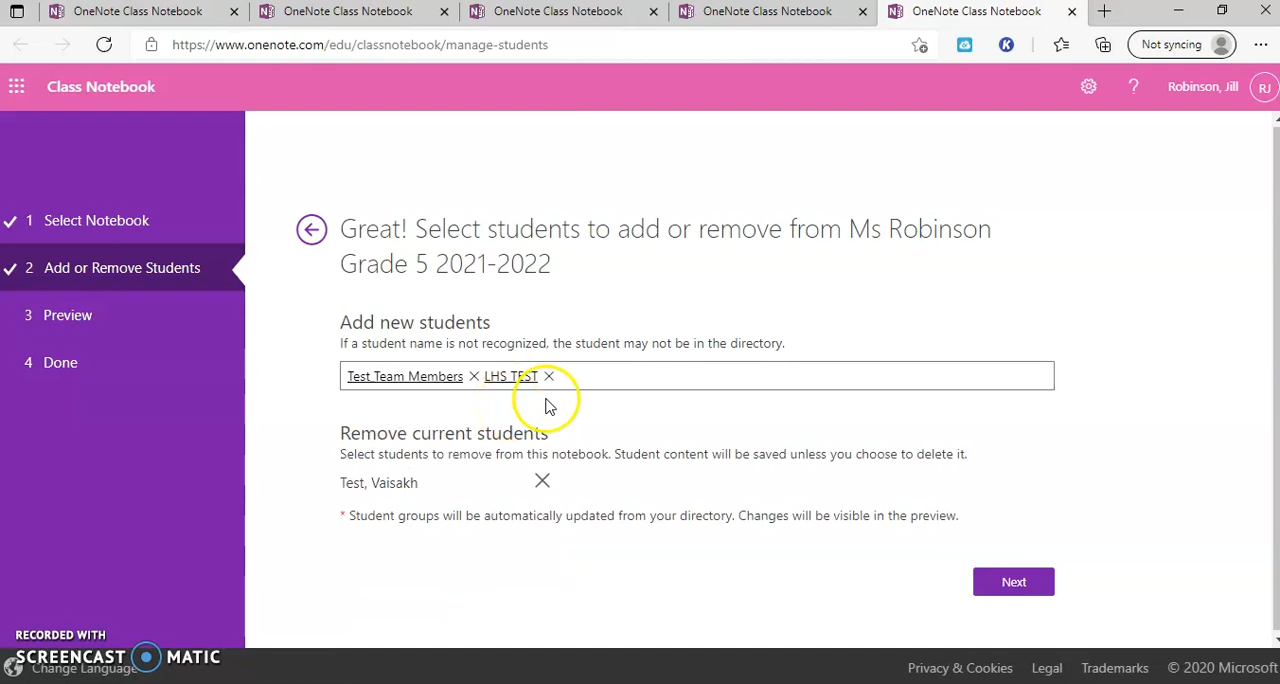 OneNote Class Notebook
OneNote Class Notebook
OneNote Class Notebook
OneNote Class Notebook
OneNote Class Notebook
https://www.onenote.com/edu/classnotebook/manage-students
Not syncing
Class Notebook
Robinson, Jill
RJ
1 Select Notebook
2 Add or Remove Students
3 Preview
4 Done
Great! Select students to add or remove from Ms Robinson
Grade 5 2021-2022
Add new students
If a student name is not recognized, the student may not be in the directory.
Test Team Members LHS TEST
Remove current students
Select students to remove from this notebook. Student content will be saved unless you choose to delete it.
Test, Vaisakh
* Student groups will be automatically updated from your directory. Changes will be visible in the preview.
Next
RECORDED WITH
SCREENCAST MATIC
Change Language
Privacy & Cookies Legal Trademarks © 2020 Microsoft